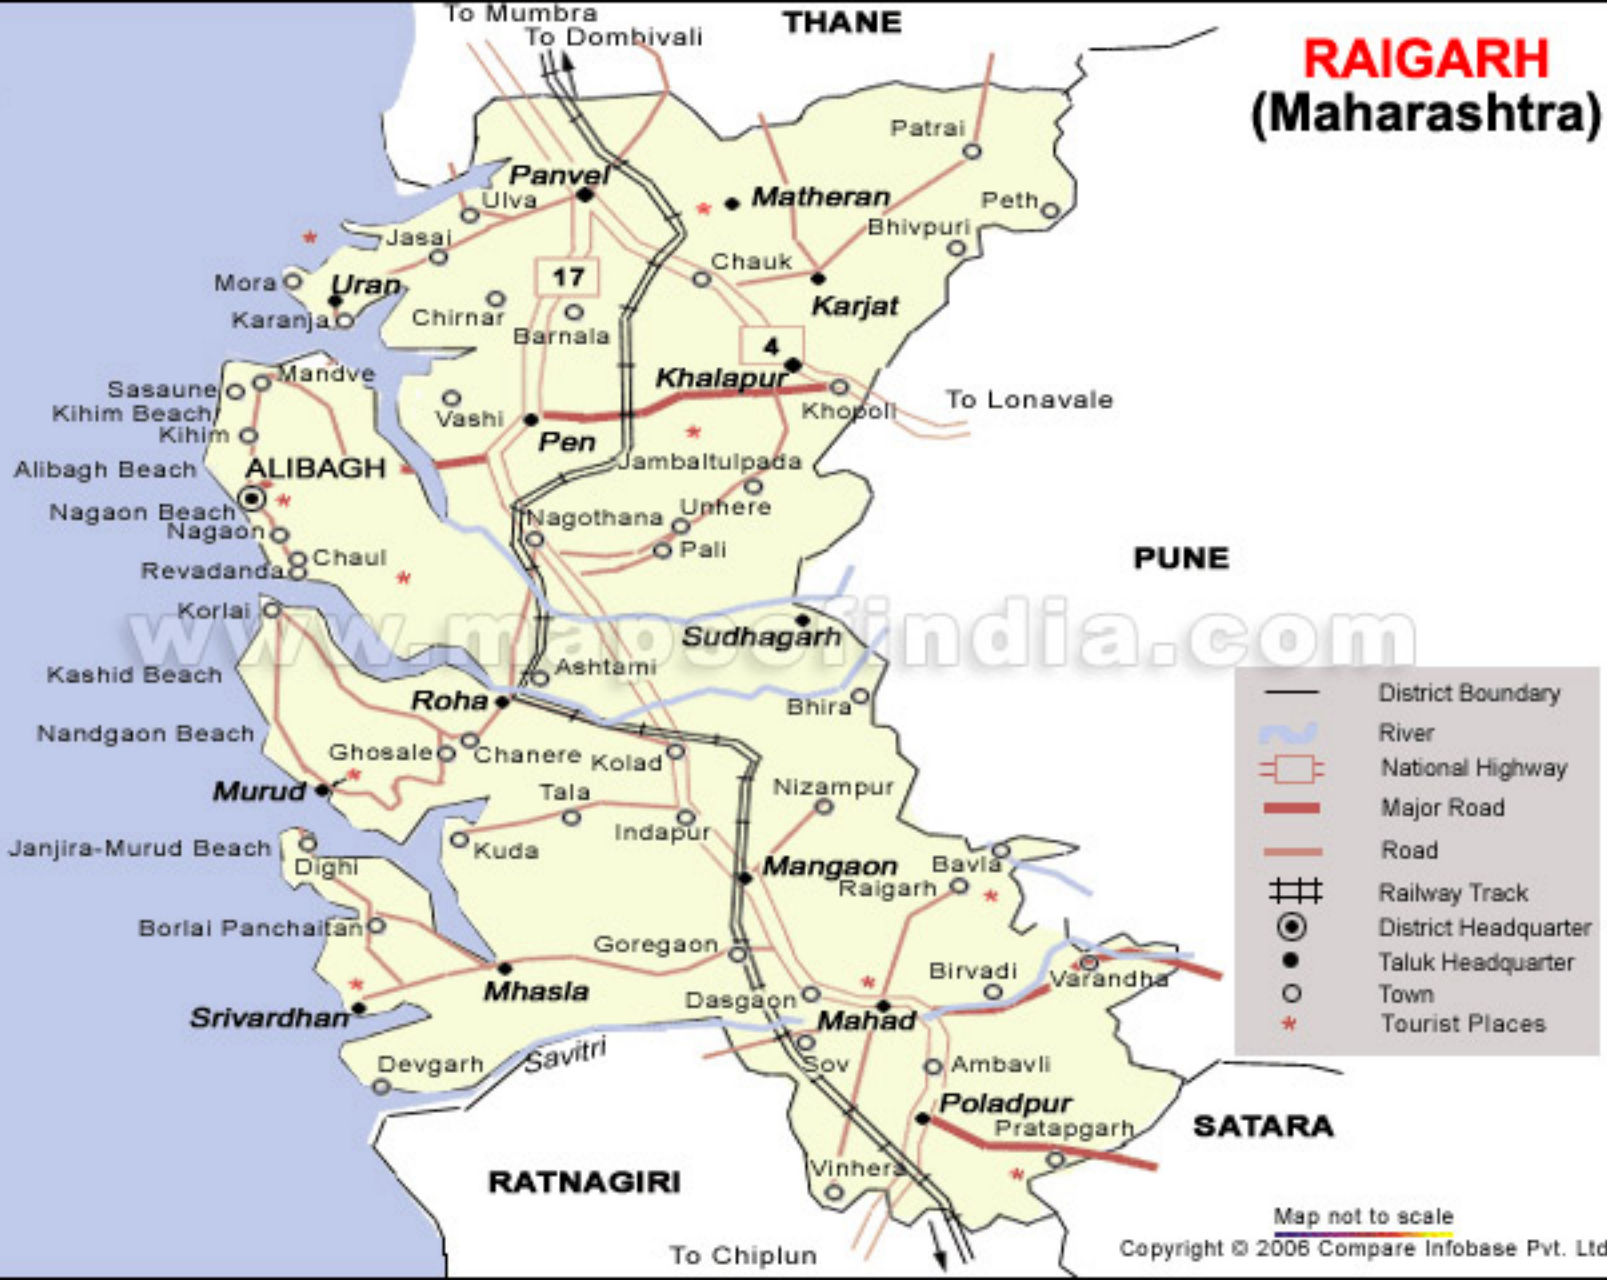 To Mumbra
THANE
To Dombivali
RAIGARH
(Maharashtra)
Patrai
Panvel
Matheran
Ulva
Peth
Bhivpuri
Jasai
Chauk
17
Mora
Uran
Karjat
Chirnar
Karanja
Barnala
4
Mandve
Khalapur
Sasaune
To Lonavale
Kihim Beach
Khopoli
Vashi
Kihim
Pen
Jambaltulpada
Alibagh Beach
ALIBAGH
Unhere
Nagaon Beach
Nagothana
Nagaon
Pali
Chaul
PUNE
Revadanda
Korlai
www.mapsofindia.com
Sudhagarh
Ashtami
Kashid Beach
Roha
Bhira
District Boundary
Nandgaon Beach
River
Ghosale
Chanere
Kolad
National Highway
Murud
Tala
Nizampur
Major Road
Indapur
Janjira-Murud Beach
Kuda
Road
Dighi
Mangaon
Bavla
Raigarh
Railway Track
Borlai Panchaitan
Goregaon
District Headquarter
Taluk Headquarter
Birvadi
Varandha
Mhasla
Dasgaon
Town
Srivardhan
Mahad
Tourist Places
Savitri
Devgarh
Sov
Ambavli
Poladpur
Pratapgarh
SATARA
Vinhera
RATNAGIRI
Map not to scale
To Chiplun
Copyright © 2006 Compare Infobase Pvt. Ltd